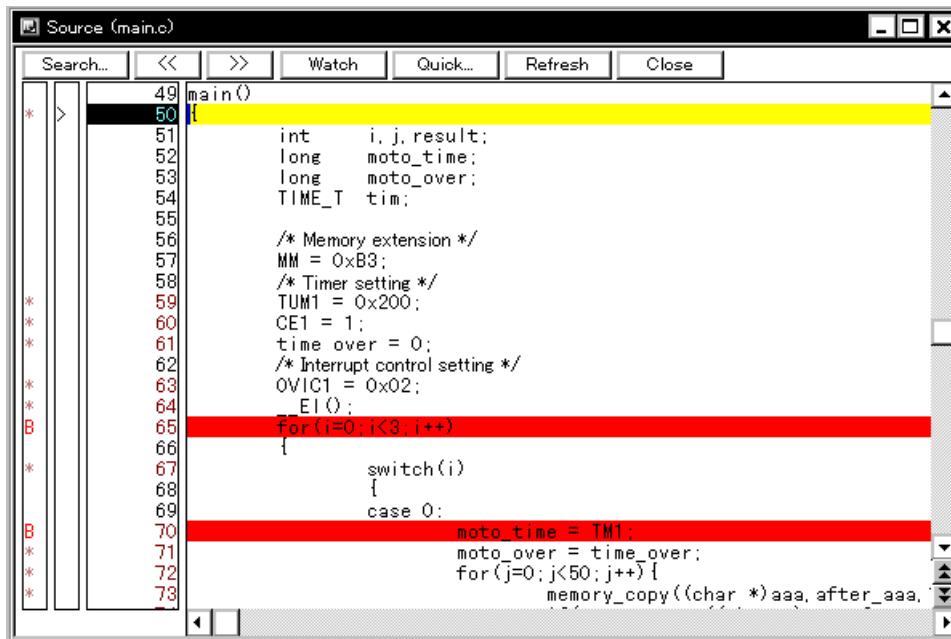 Source (main.c)
Search... << >> Watch Quick... Refresh Close
49 main()
* > 50 {
51 int i, j, result;
52 long moto_time;
53 long moto_over;
54 TIME_T tim;
55
56 /* Memory extension */
57 MM = 0xB3;
58 /* Timer setting */
* 59 TUM1 = 0x200;
* 60 CE1 = 1;
* 61 time over = 0;
62 /* Interrupt control setting */
* 63 OVIC1 = 0x02;
* 64 __EI();
B 65 for(i=0;i<3;i++)
66 {
* 67 switch(i)
68 {
69 case 0:
B 70 moto_time = TM1;
* 71 moto_over = time_over;
* 72 for(j=0;j<50;j++){
* 73 memory_copy((char *)aaa,after_aaa,